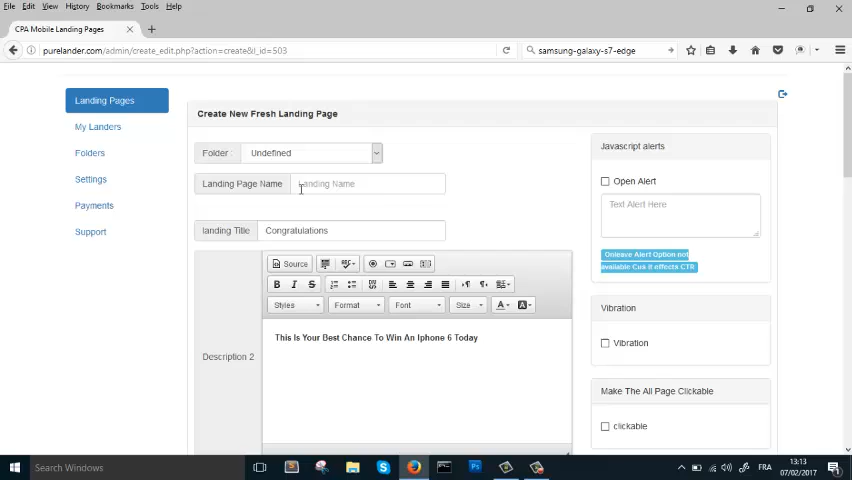 File Edit View History Bookmarks Tools Help
CPA Mobile Landing Pages
purelander.com/admin/create_edit.php?action=create&l_id=503
samsung-galaxy-s7-edge
Landing Pages
My Landers
Folders
Settings
Payments
Support
Create New Fresh Landing Page
Folder : Undefined
Landing Page Name Landing Name
landing Title Congratulations
Description 2
Source
Styles Format Font Size
This Is Your Best Chance To Win An Iphone 6 Today
Javascript alerts
Open Alert
Text Alert Here
Onleave Alert Option not
available Cus it effects CTR
Vibration
Vibration
Make The All Page Clickable
clickable
Search Windows
FRA
13:13
07/02/2017